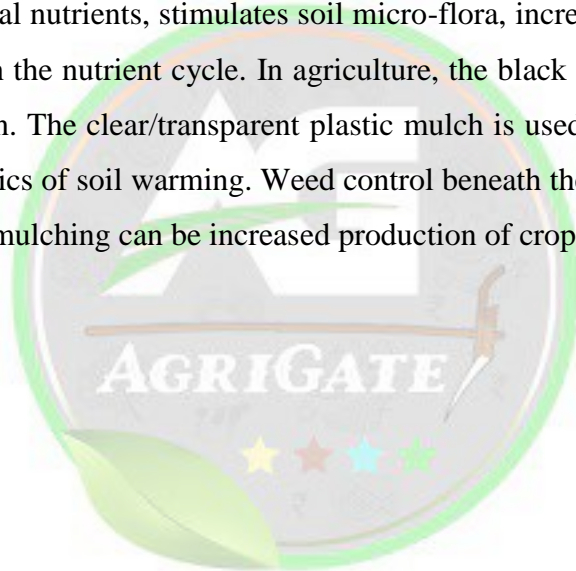 al nutrients, stimulates soil micro-flora, incre
the nutrient cycle. In agriculture, the black
. The clear/transparent plastic mulch is used
ics of soil warming. Weed control beneath the
mulching can be increased production of crop
AGRIGATE